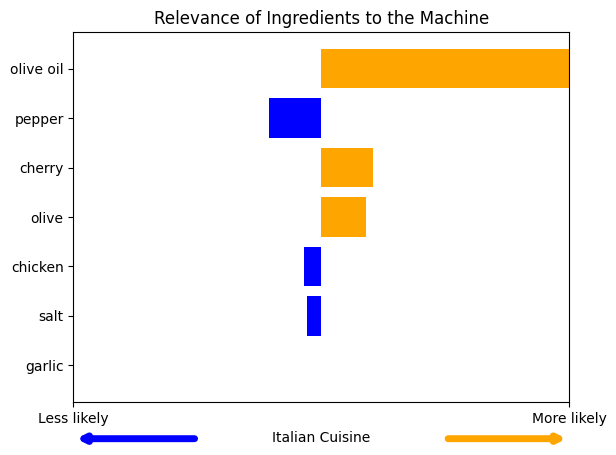 Relevance of Ingredients to the Machine
olive oil
pepper
cherry
olive
chicken
salt
garlic
Less likely
More likely
Italian Cuisine